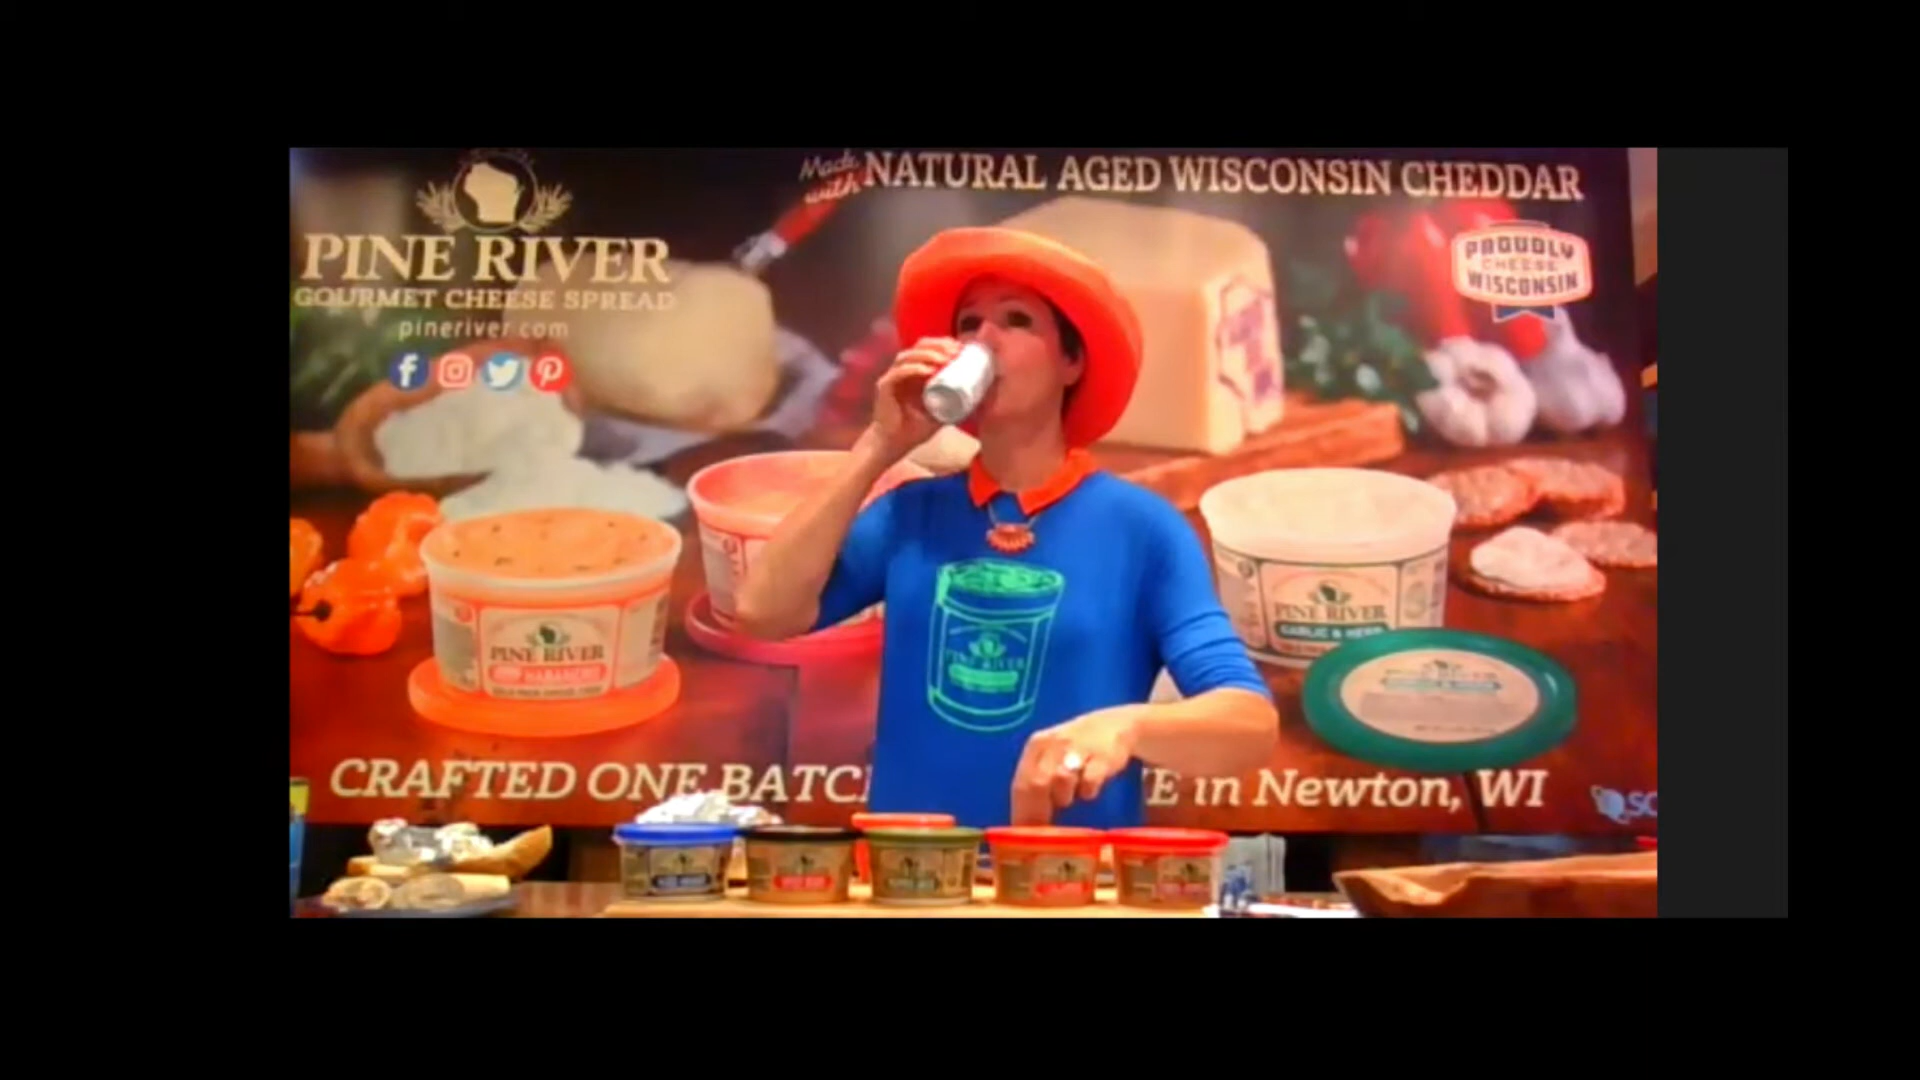 Made with NATURAL AGED WISCONSIN CHEDDAR
PINE RIVER
GOURMET CHEESE SPREAD
pineriver.com
PROUDLY
WISCONSIN
CHEESE
PINE RIVER
HABANERO
PINE RIVER
GARLIC & HERB
PINE RIVER
CRAFTED ONE BATC
E in Newton, WI